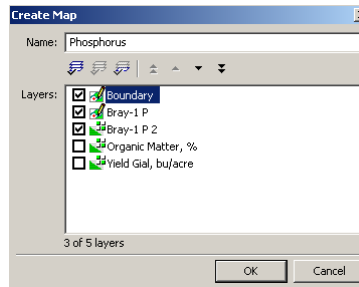 Create Map
Name: Phosphorus
Layers:
Boundary
Bray-1 P
Bray-1 P 2
Organic Matter, %
Yield Gial, bu/acre
3 of 5 layers
OK Cancel